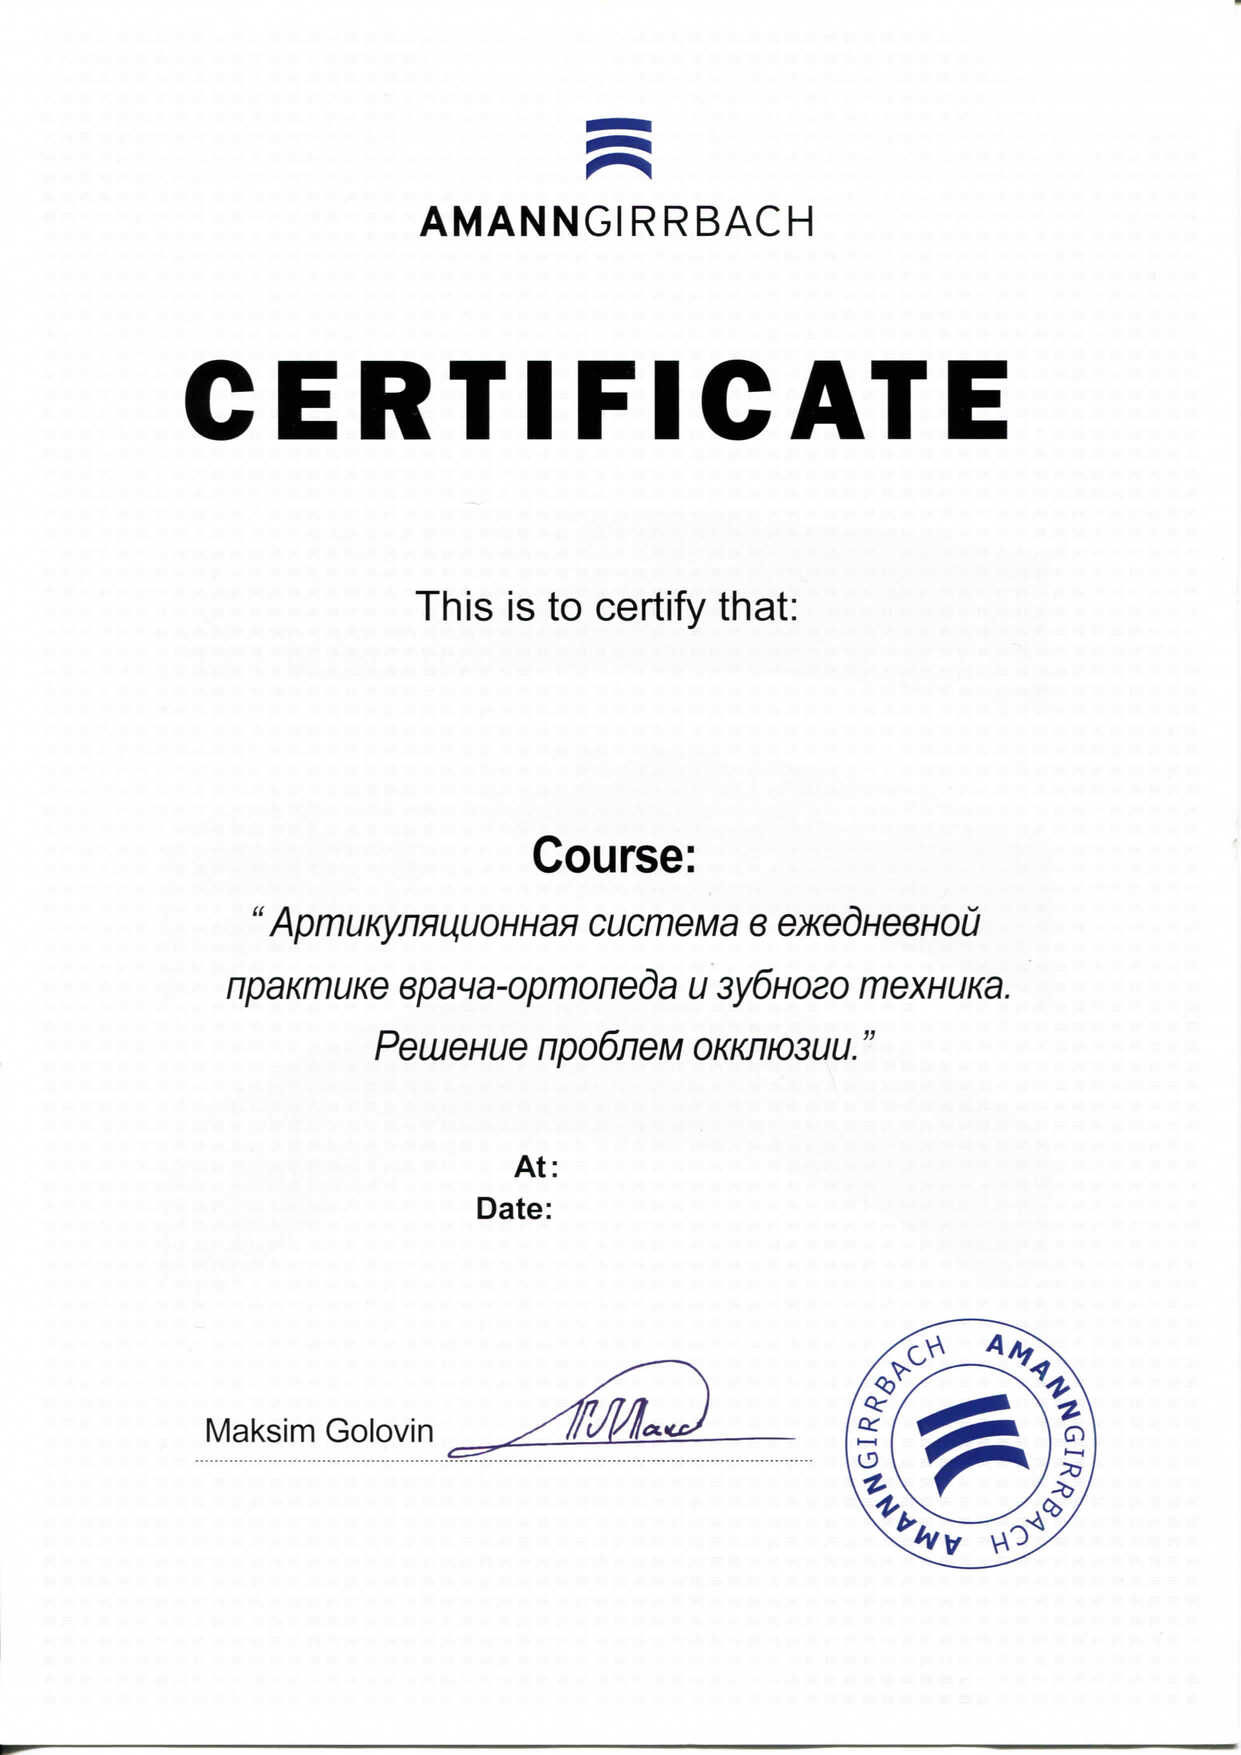 AMANNGIRRBACH
CERTIFICATE
This is to certify that:
Course:
“ Артикуляционная система в ежедневной
практике врача-ортопеда и зубного техника.
Решение проблем окклюзии.”
At:
Date:
Maksim Golovin
AMANNGIRRBACH AMANNGIRRBACH